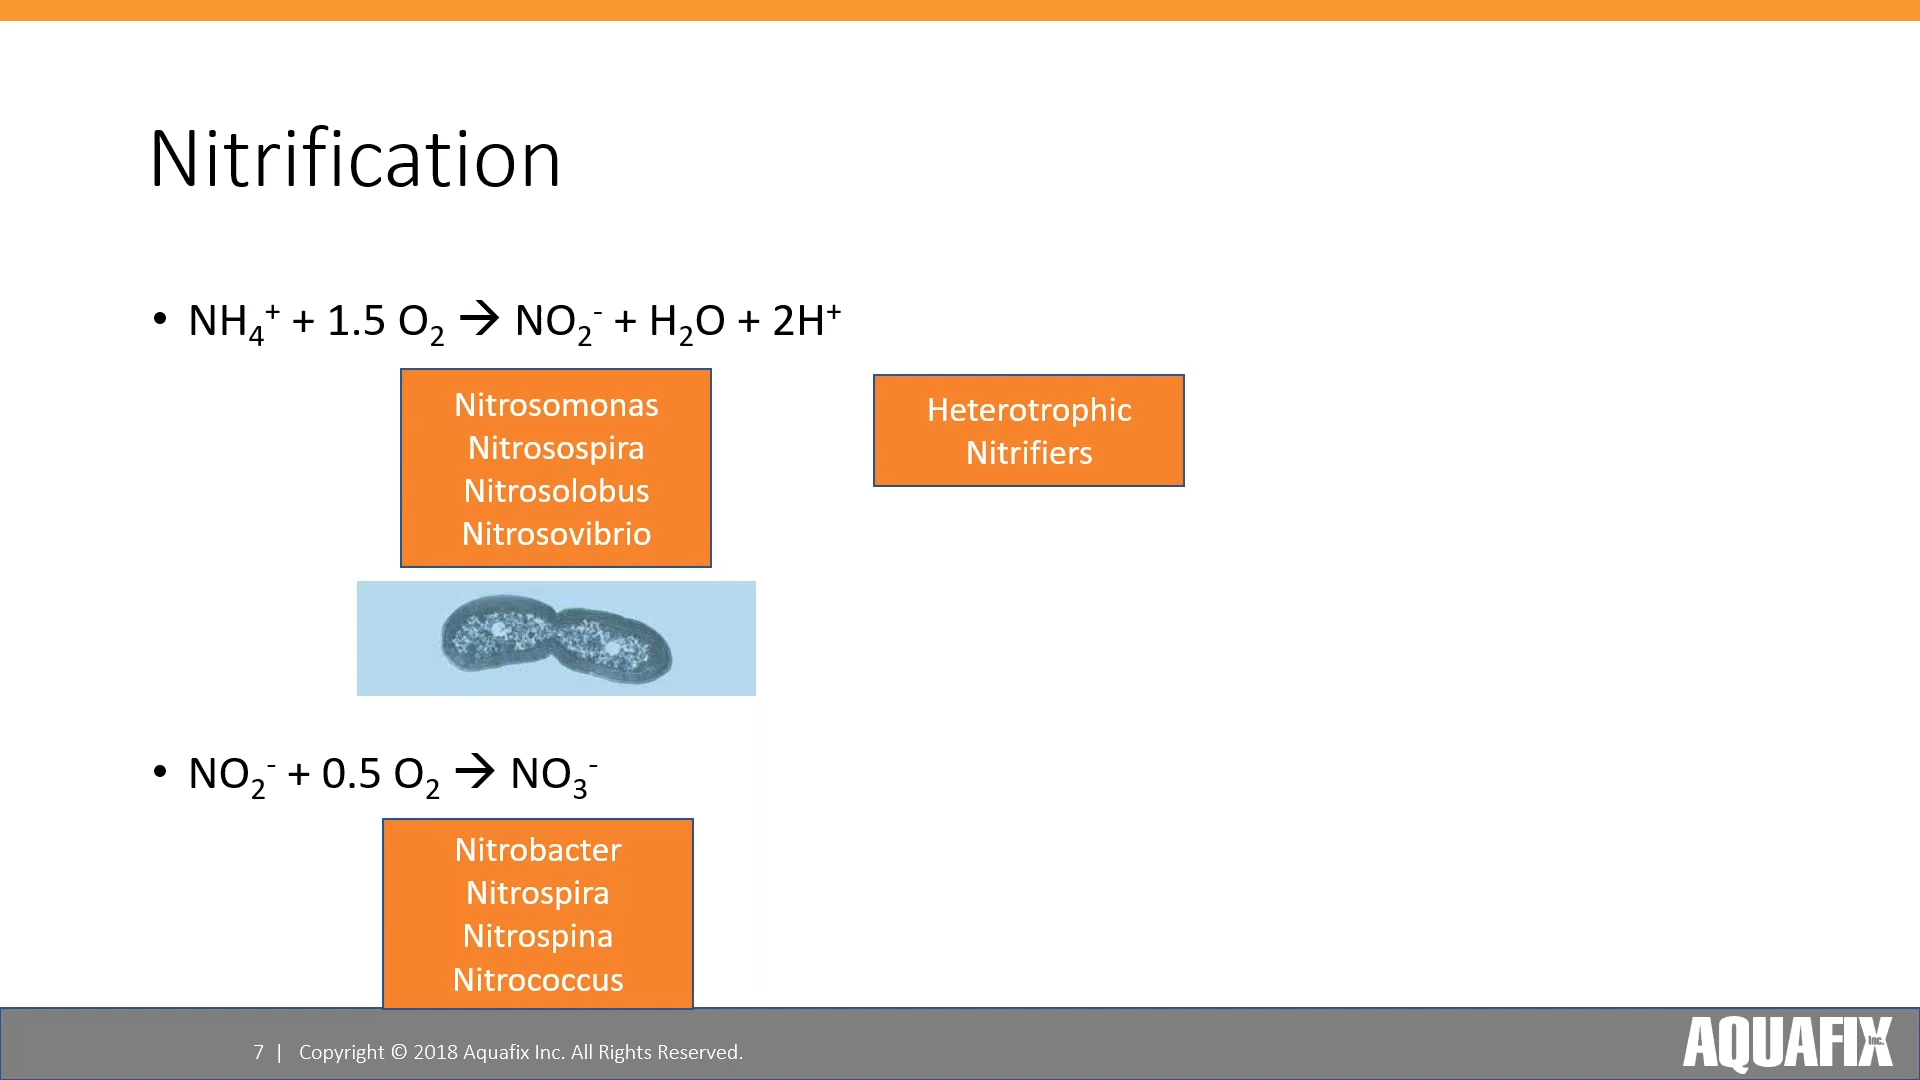 Nitrification
• NH₄⁺ + 1.5 O₂ → NO₂⁻ + H₂O + 2H⁺
Nitrosomonas
Nitrosospira
Nitrosolobus
Nitrosovibrio
Heterotrophic
Nitrifiers
• NO₂⁻ + 0.5 O₂ → NO₃⁻
Nitrobacter
Nitrospira
Nitrospina
Nitrococcus
7 | Copyright © 2018 Aquafix Inc. All Rights Reserved.
AQUAFIX Inc.